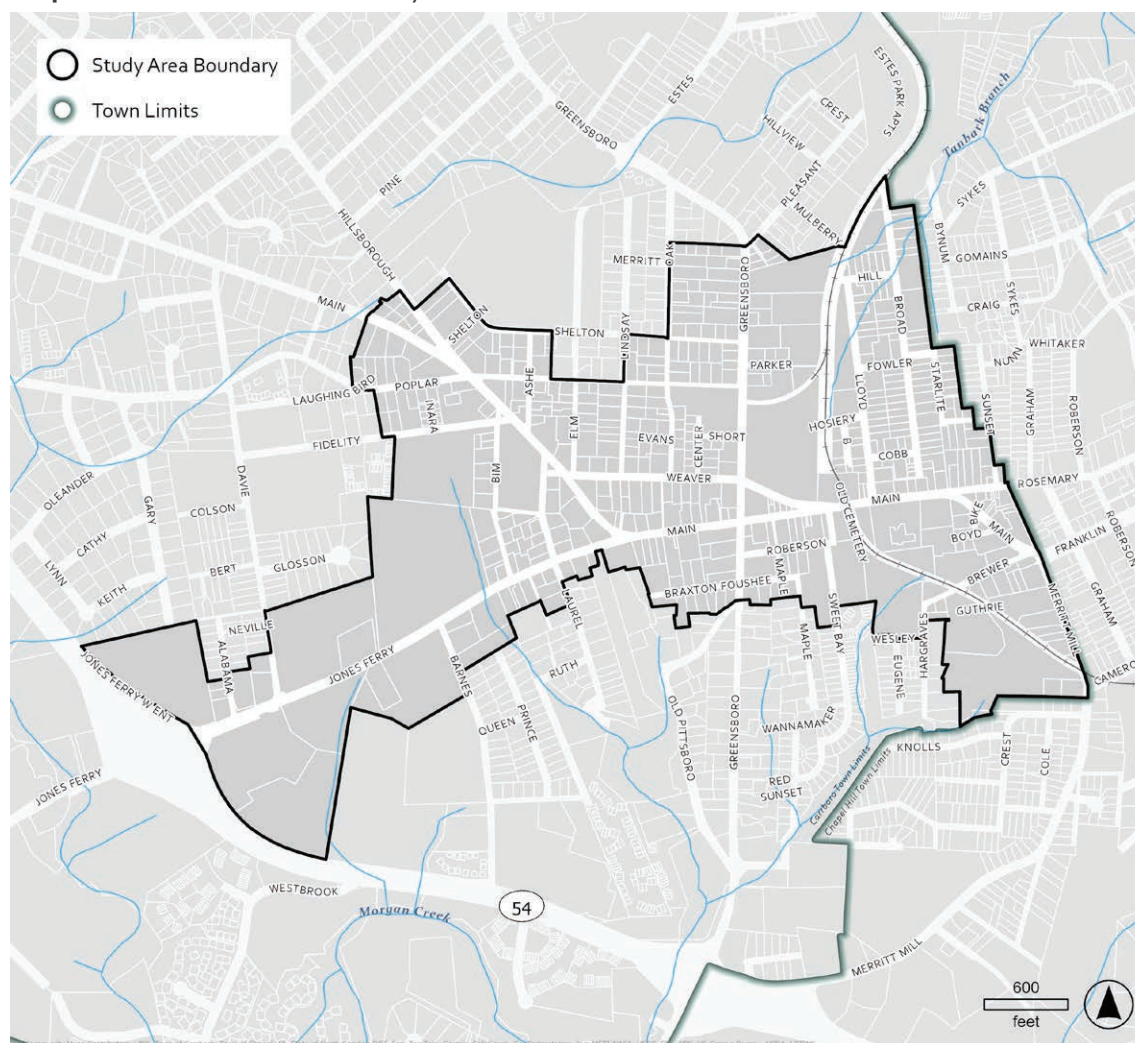 Study Area Boundary
Town Limits
ESTES PARK APTS
Tanbark Branch
ESTES
GREENSBORO
CREST
HILLVIEW
PLEASANT
MULBERRY
PINE
HILLSBOROUGH
SYKES
BYNUM
GOMAINS
MERRITT
OAK
GREENSBORO
HILL
MAIN
SHELTON
SHELTON
LINDSAY
BROAD
CRAIG
SYKES
WHITAKER
NUNN
PARKER
FOWLER
STARLITE
LAUGHING BIRD
POPLAR
ASHE
INARA
ELM
LLOYD
SUNSET
GRAHAM
ROBERSON
FIDELITY
EVANS
CENTER
SHORT
HOSIERY
B
COBB
OLEANDER
GARY
DAVIE
BIM
WEAVER
ROSEMARY
COLSON
MAIN
OLD CEMETERY
BIKE
MAIN
BOYD
CATHY
LYNN
KEITH
BERT
GLOSSON
MAIN
ROBERSON
MAPLE
FRANKLIN
ROBERSON
BREWER
LAUREL
BRAXTON FOUSHEE
SWEET BAY
GUTHRIE
MERRITT MILL
GRAHAM
NEVILLE
ALABAMA
JONES FERRY
BARNES
RUTH
MAPLE
WESLEY
EUGENE
HARGRAVES
CAMERO
JONES FERRY W ENT
QUEEN
PRINCE
OLD PITTSBORO
GREENSBORO
WANNAMAKER
KNOLLS
CREST
COLE
JONES FERRY
RED
SUNSET
Carrboro Town Limits
Chapel Hill Town Limits
WESTBROOK
Morgan Creek
54
MERRITT MILL
600
feet